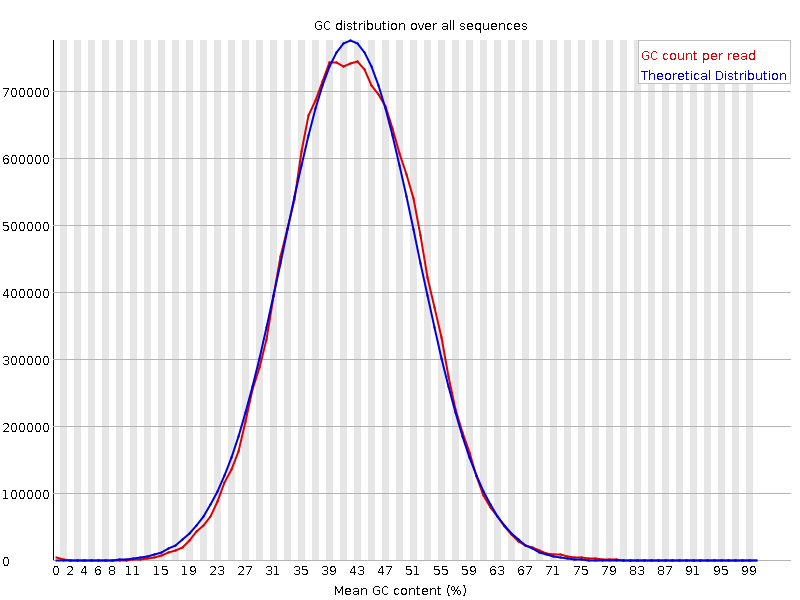 GC distribution over all sequences
GC count per read
Theoretical Distribution
700000
600000
500000
400000
300000
200000
100000
0
0 2 4 6 8 11 15 19 23 27 31 35 39 43 47 51 55 59 63 67 71 75 79 83 87 91 95 99
Mean GC content (%)